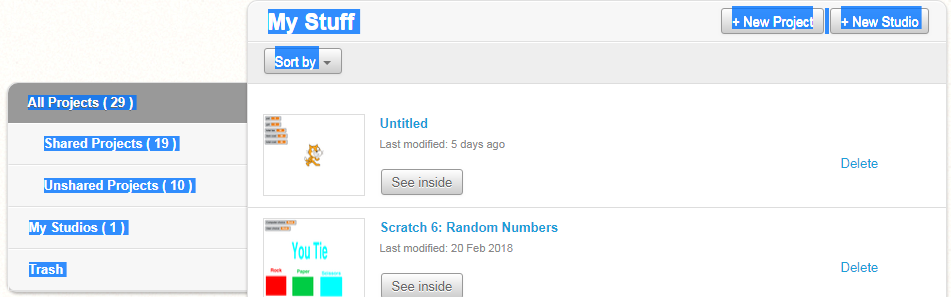 My Stuff
+ New Project
+ New Studio
Sort by
All Projects ( 29 )
Shared Projects ( 19 )
Unshared Projects ( 10 )
My Studios ( 1 )
Trash
Untitled
Last modified: 5 days ago
See inside
Delete
Scratch 6: Random Numbers
Last modified: 20 Feb 2018
See inside
Delete
You Tie
Rock
Paper
Scissors